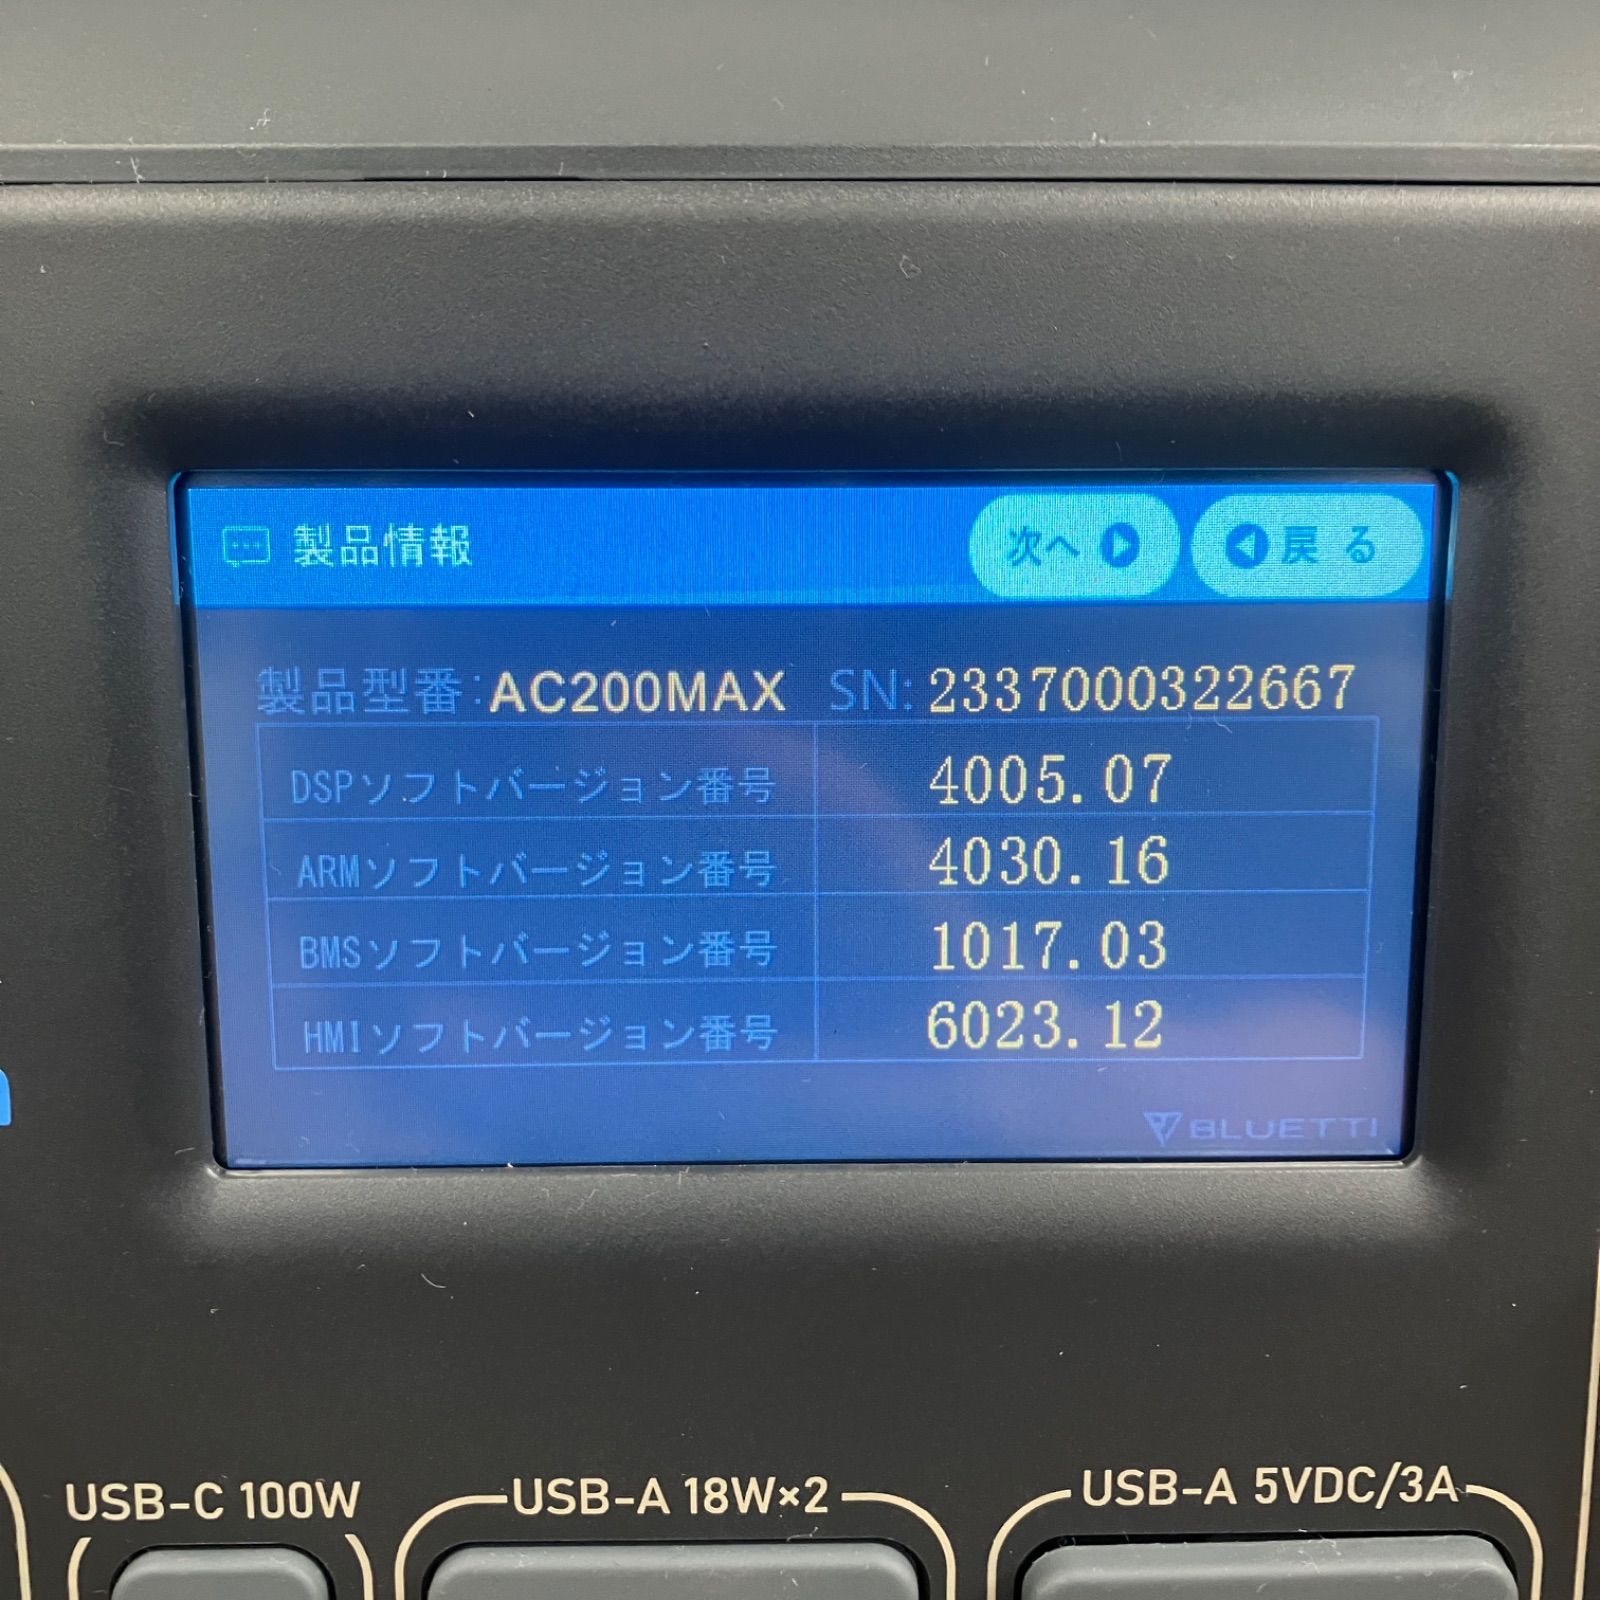 製品情報 次へ 戻る
製品型番:AC200MAX SN:2337000322667
DSPソフトバージョン番号 4005.07
ARMソフトバージョン番号 4030.16
BMSソフトバージョン番号 1017.03
HMIソフトバージョン番号 6023.12
BLUETTI
USB-C 100W USB-A 18W×2 USB-A 5VDC/3A